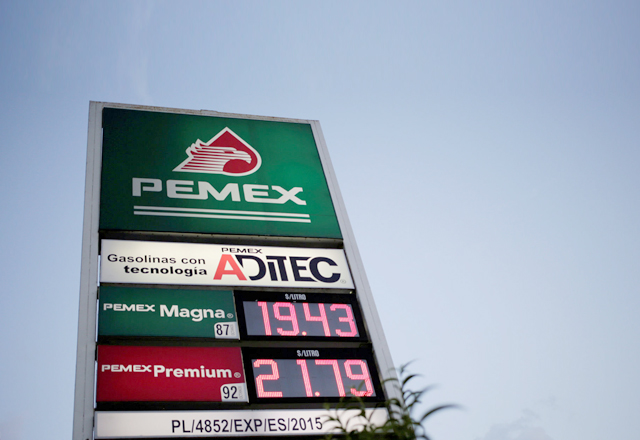 PEMEX
Gasolinas con
tecnología
PEMEX
ADITEC
PEMEX Magna®
87
$/LITRO
19.43
PEMEX Premium®
92
$/LITRO
21.79
PL/4852/EXP/ES/2015